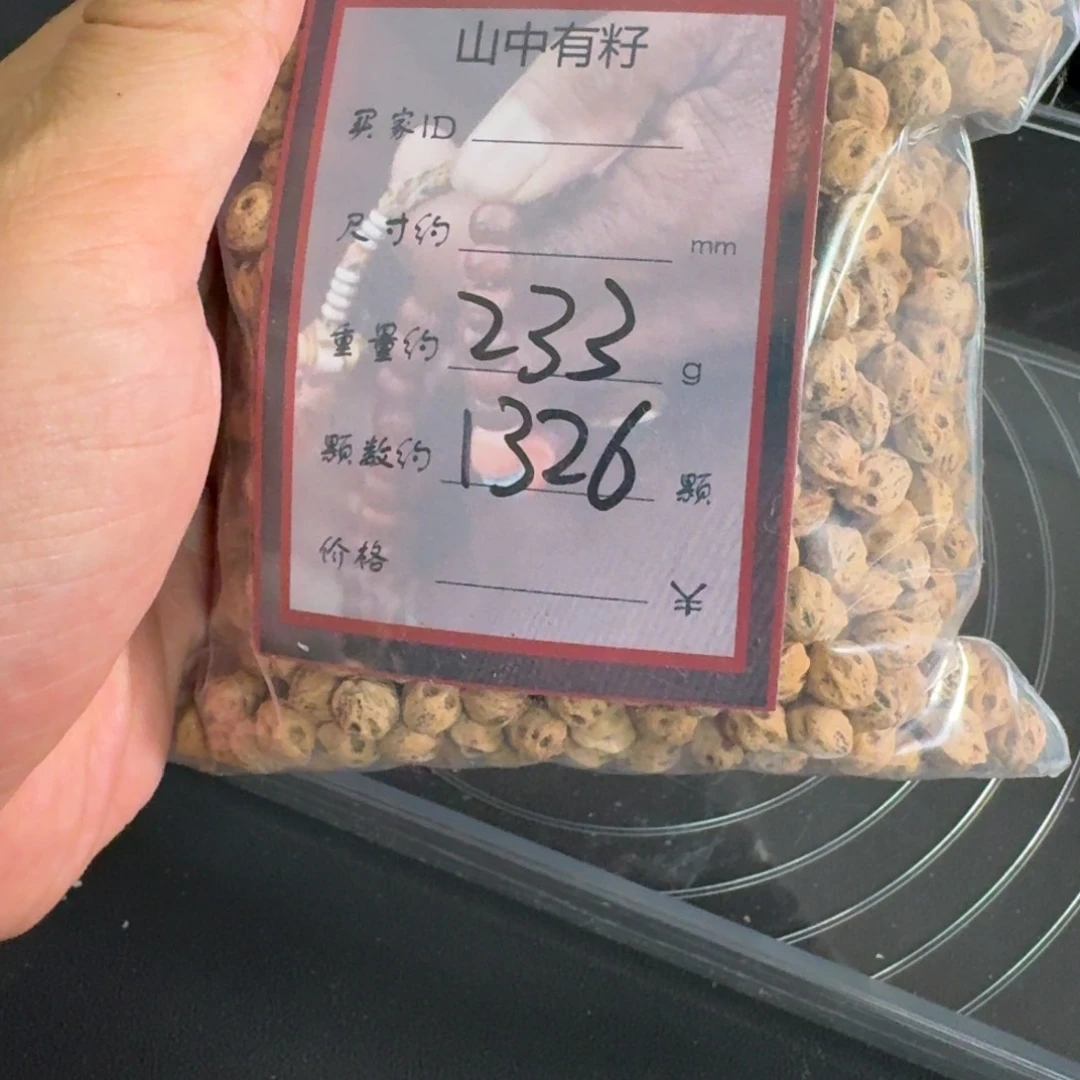 山中有籽
买家ID
尺寸约 mm
重量约 233 g
颗数约 1326 颗
价格 ¥